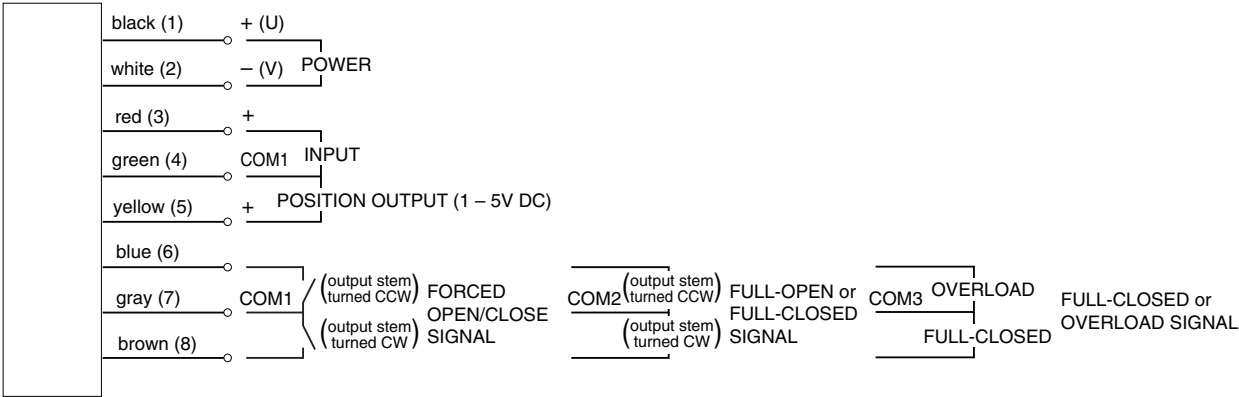 black (1) + (U)
POWER
white (2) – (V)
red (3) +
INPUT
green (4) COM1
POSITION OUTPUT (1 – 5V DC)
yellow (5) +
blue (6)
gray (7) COM1
brown (8)
(output stem
turned CCW)
(output stem
turned CW)
FORCED
OPEN/CLOSE
SIGNAL
COM2
(output stem
turned CCW)
(output stem
turned CW)
FULL-OPEN or
FULL-CLOSED
SIGNAL
COM3
OVERLOAD
FULL-CLOSED
FULL-CLOSED or
OVERLOAD SIGNAL